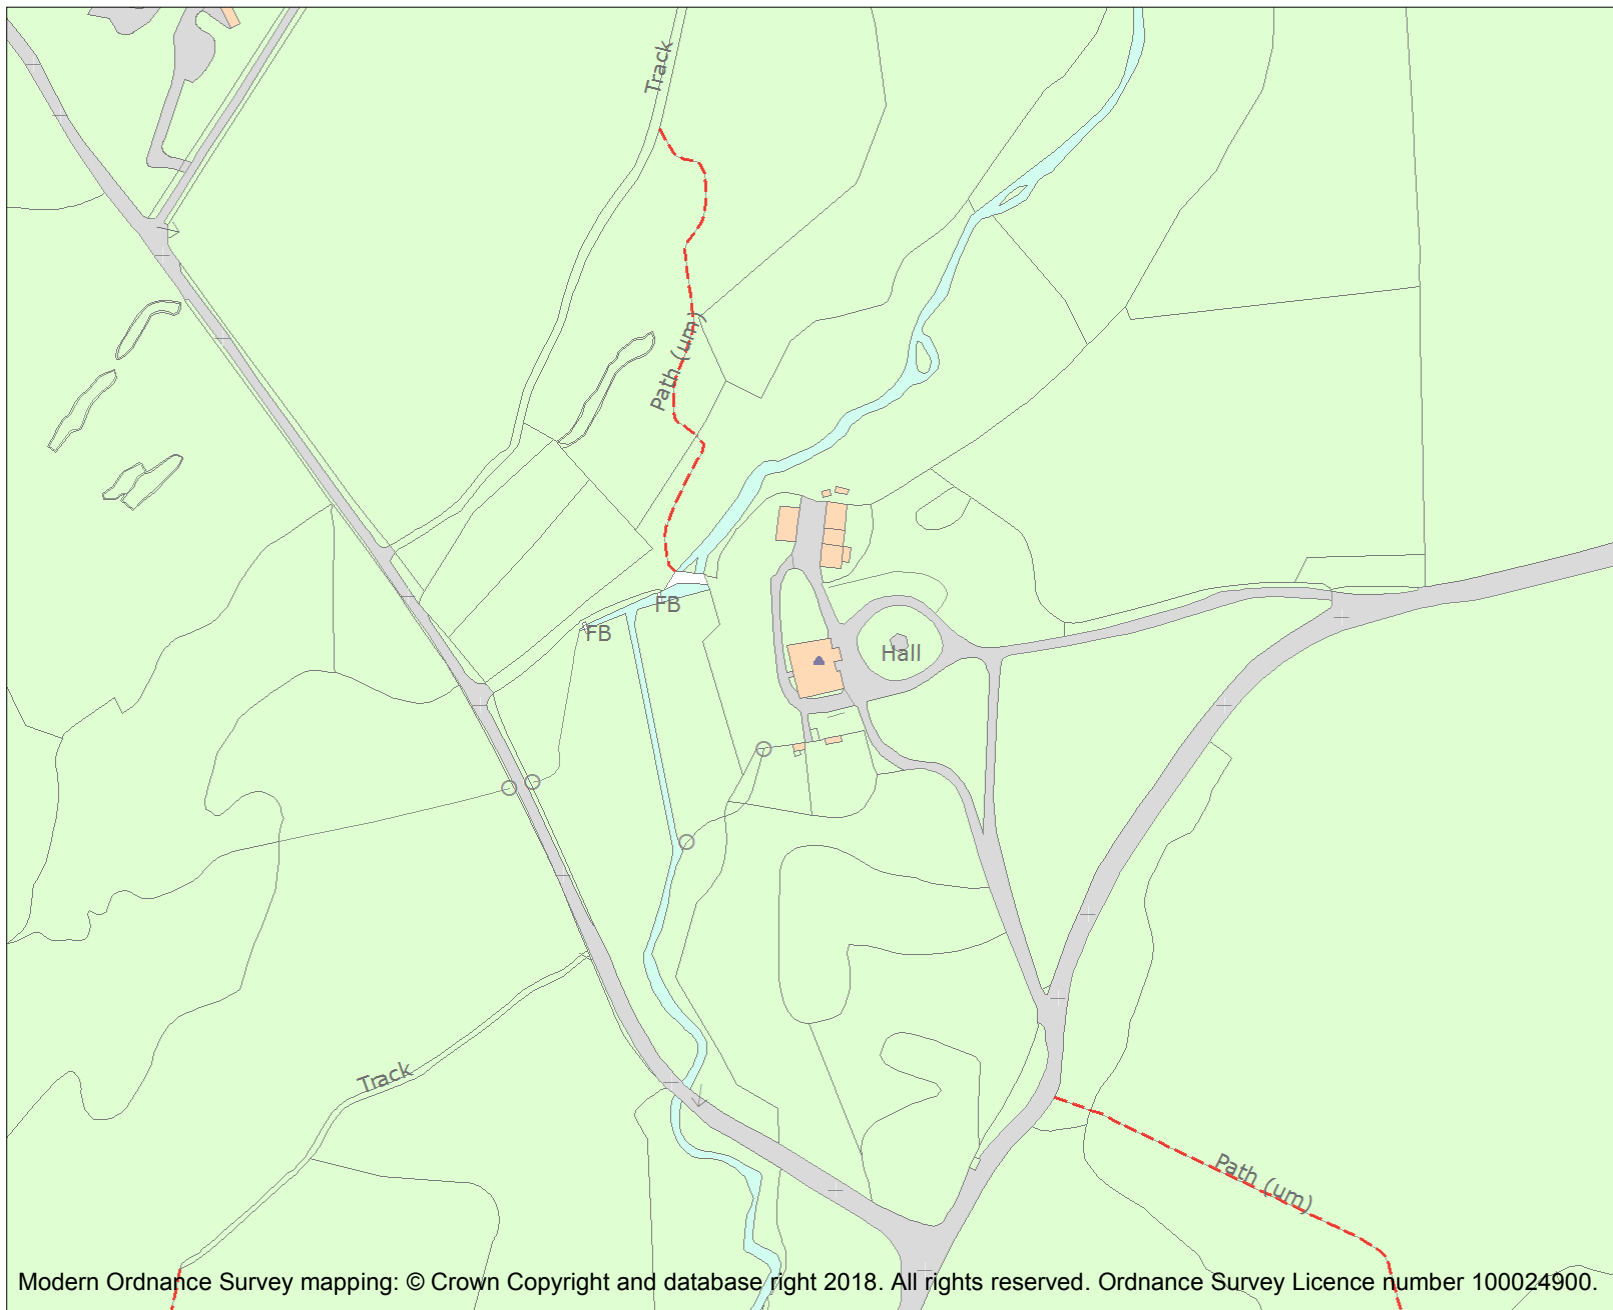 Track
Path (um)
FB
FB
Hall
Track
Path (um)
Modern Ordnance Survey mapping: © Crown Copyright and database right 2018. All rights reserved. Ordnance Survey Licence number 100024900.